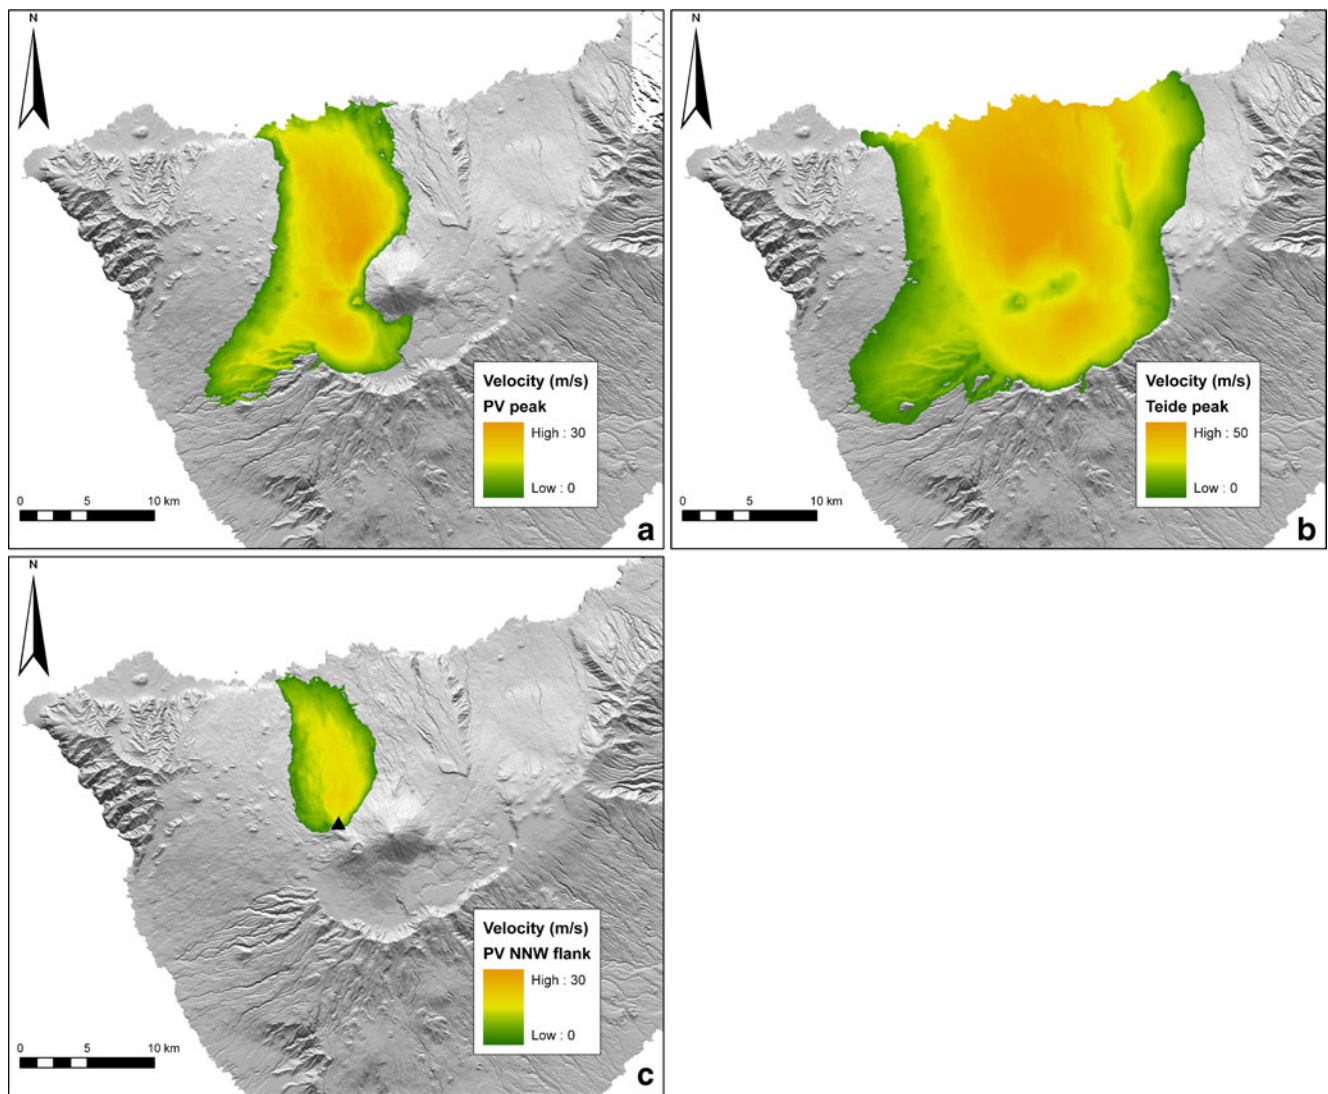 N
Velocity (m/s)
PV peak
High : 30
Low : 0
0 5 10 km
a
N
Velocity (m/s)
Teide peak
High : 50
Low : 0
0 5 10 km
b
N
Velocity (m/s)
PV NNW flank
High : 30
Low : 0
0 5 10 km
c